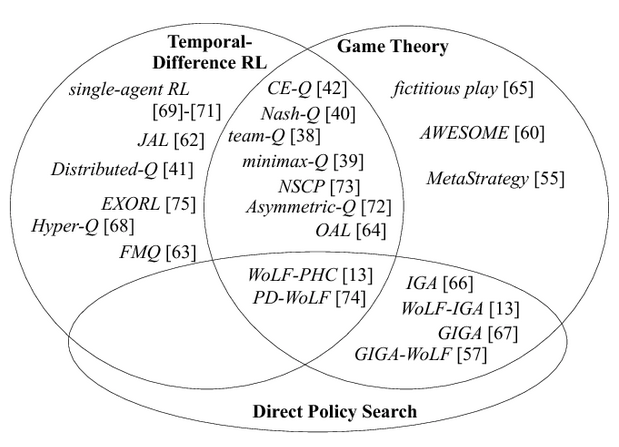 Temporal-
Difference RL
single-agent RL
[69]-[71]
JAL [62]
Distributed-Q [41]
EXORL [75]
Hyper-Q [68]
FMQ [63]
CE-Q [42]
Nash-Q [40]
team-Q [38]
minimax-Q [39]
NSCP [73]
Asymmetric-Q [72]
OAL [64]
Game Theory
fictitious play [65]
AWESOME [60]
MetaStrategy [55]
WoLF-PHC [13]
PD-WoLF [74]
IGA [66]
WoLF-IGA [13]
GIGA [67]
GIGA-WoLF [57]
Direct Policy Search